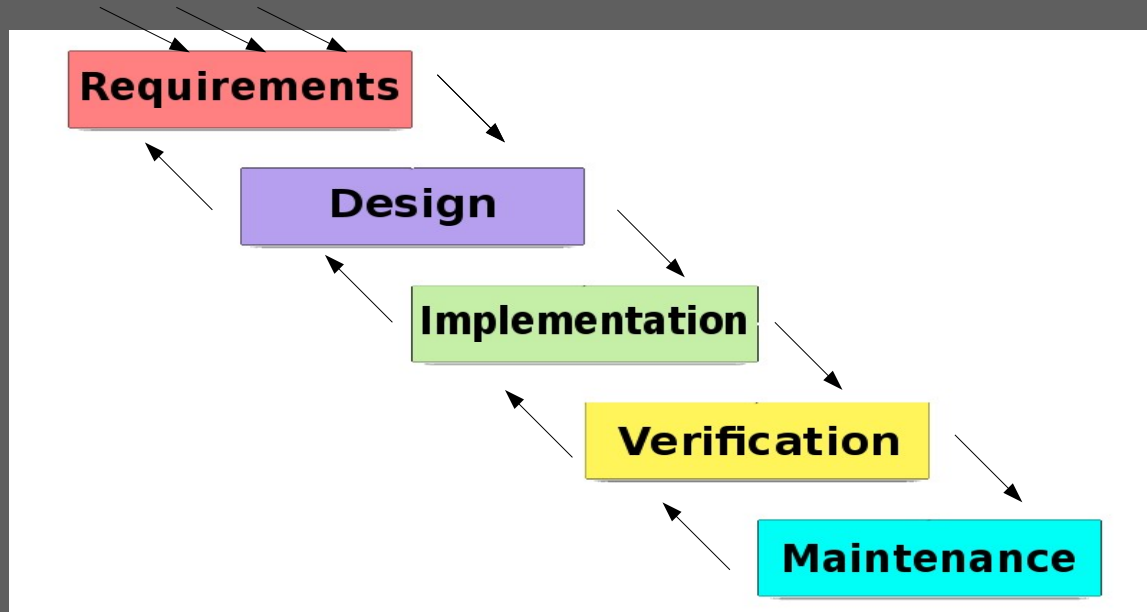 Requirements
Design
Implementation
Verification
Maintenance